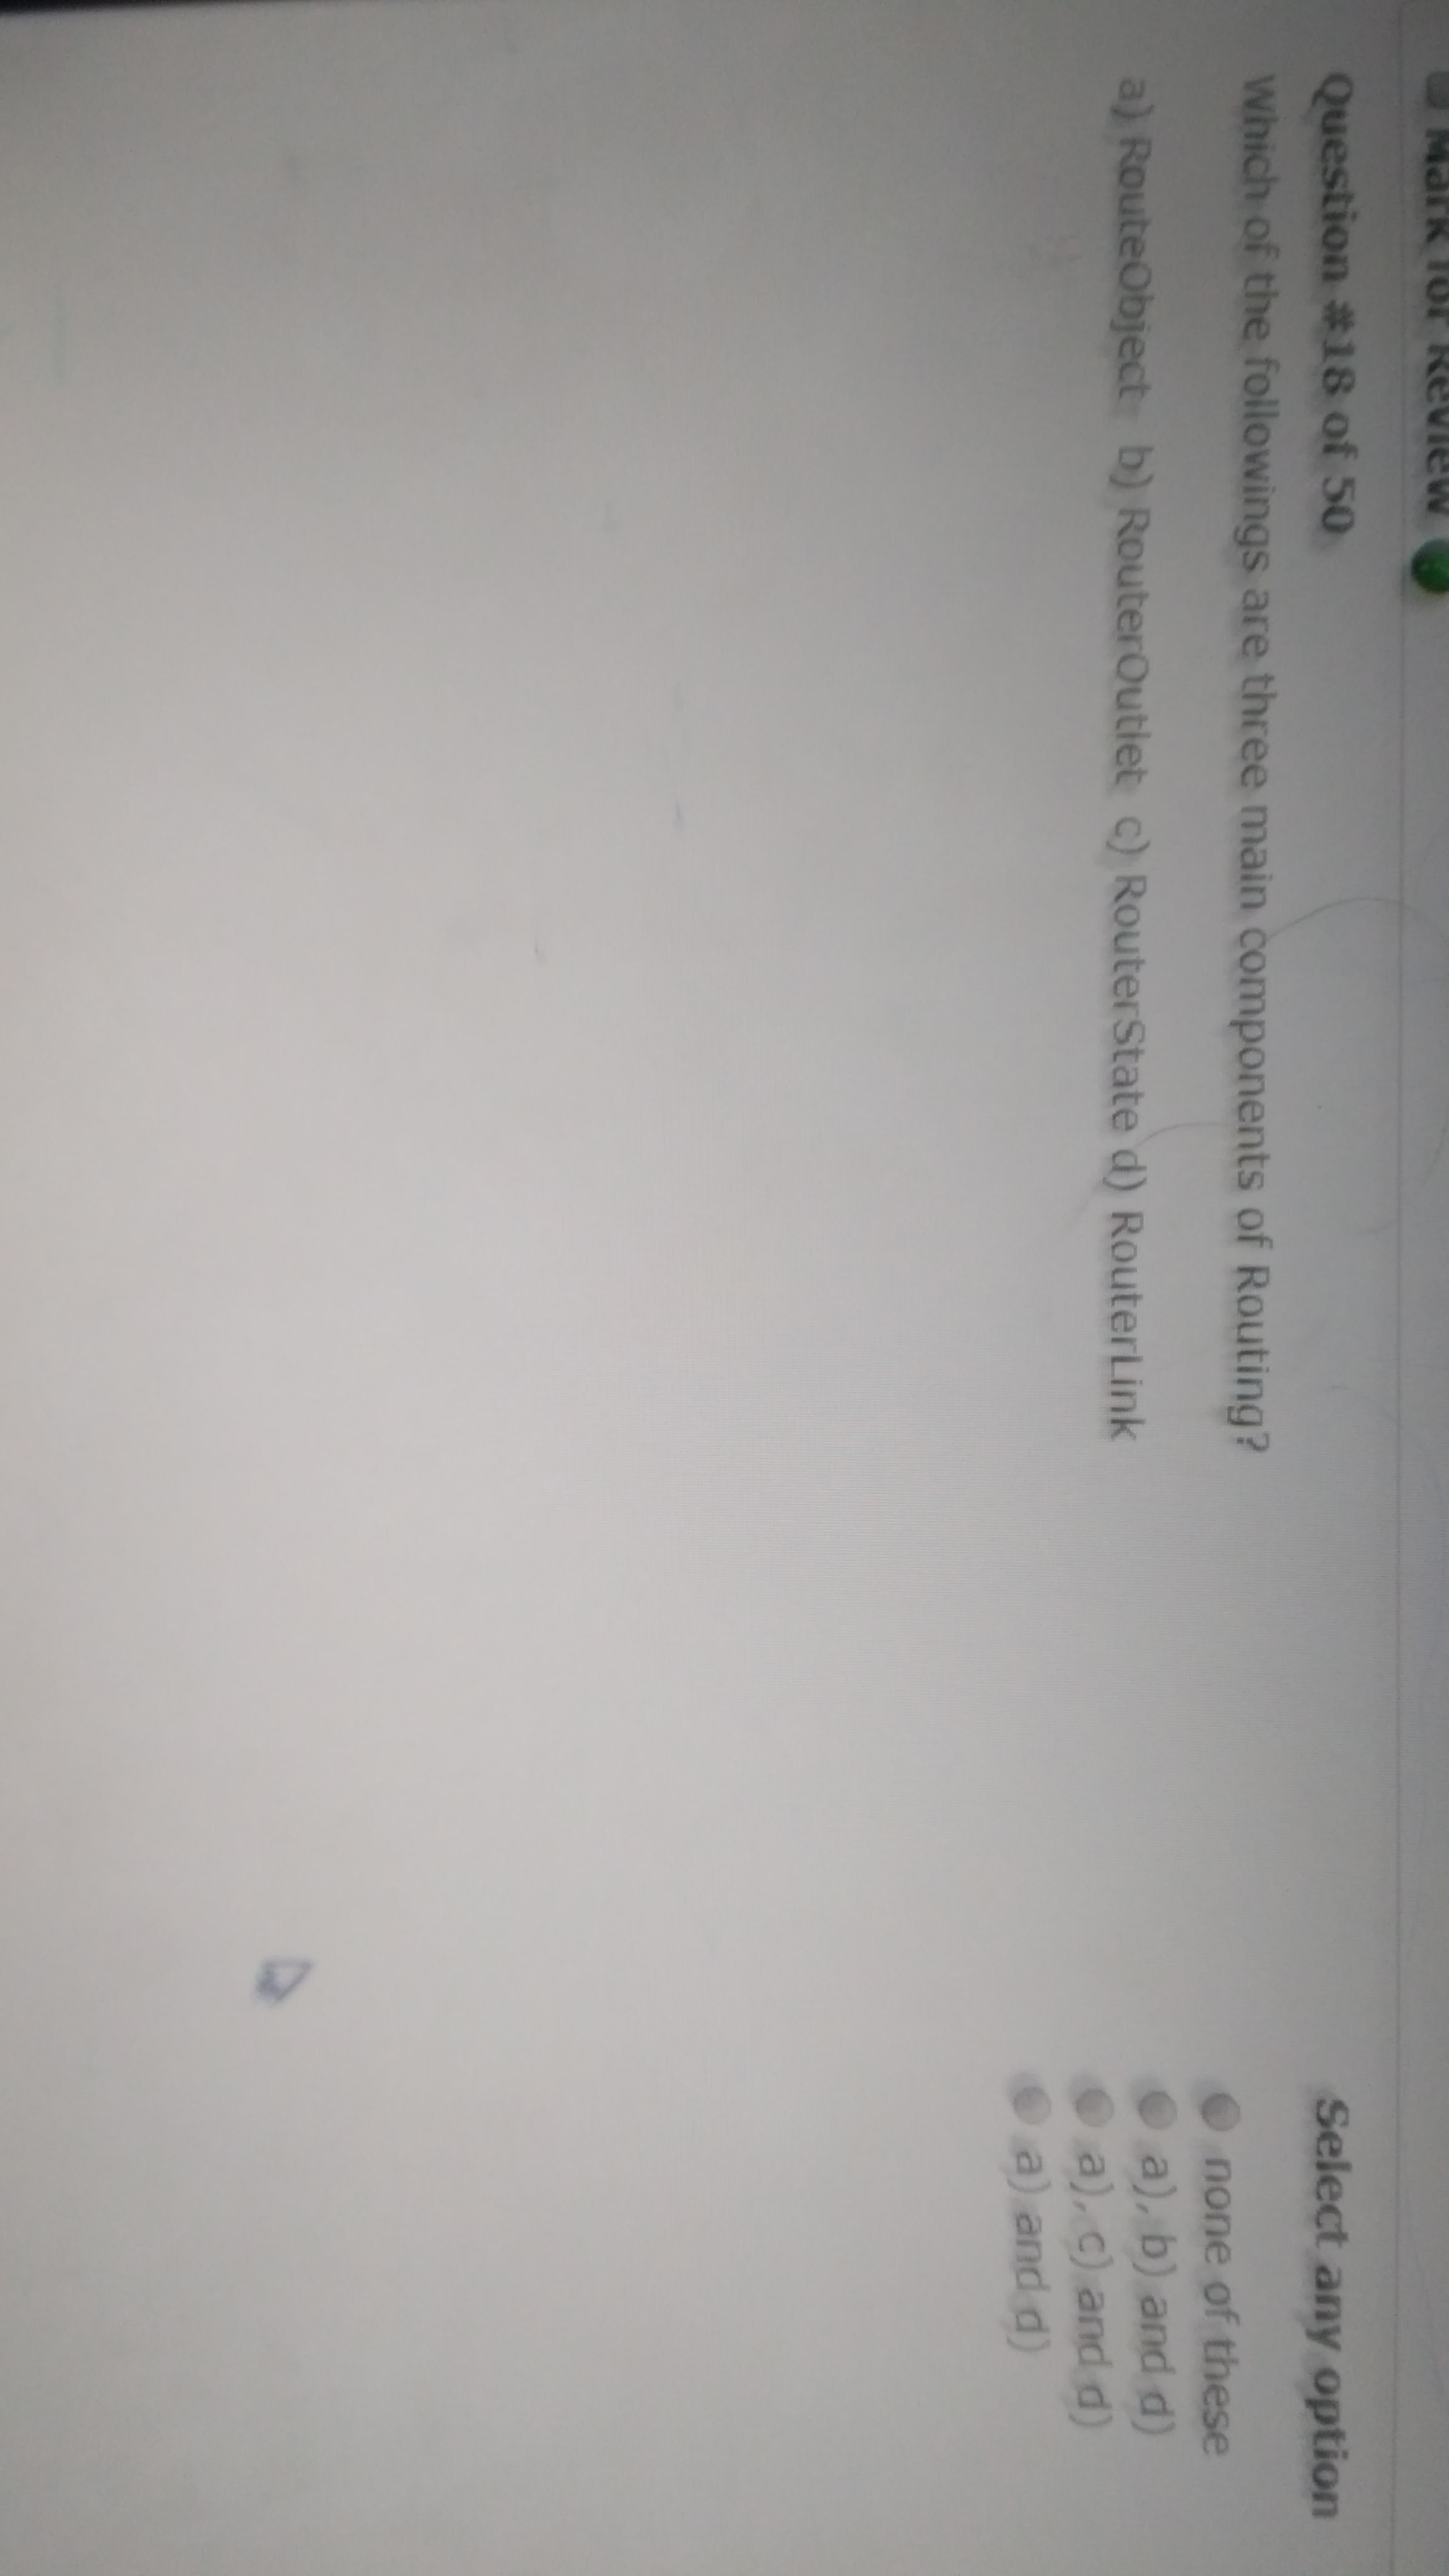 Mark for Review
Question #18 of 50
Which of the followings are three main components of Routing?
a) RouteObject b) RouterOutlet c) RouterState d) RouterLink
Select any option
none of these
a), b) and d)
a), c) and d)
a) and d)